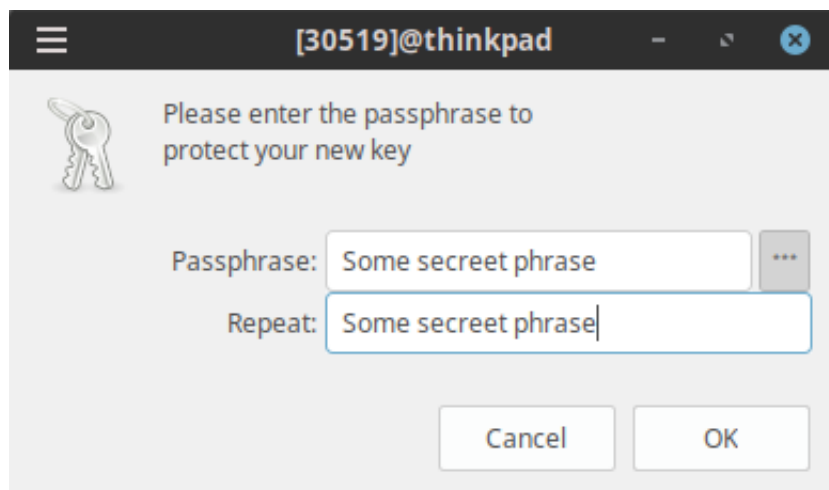 [30519]@thinkpad
Please enter the passphrase to
protect your new key
Passphrase: Some secreet phrase
Repeat: Some secreet phrase
Cancel OK